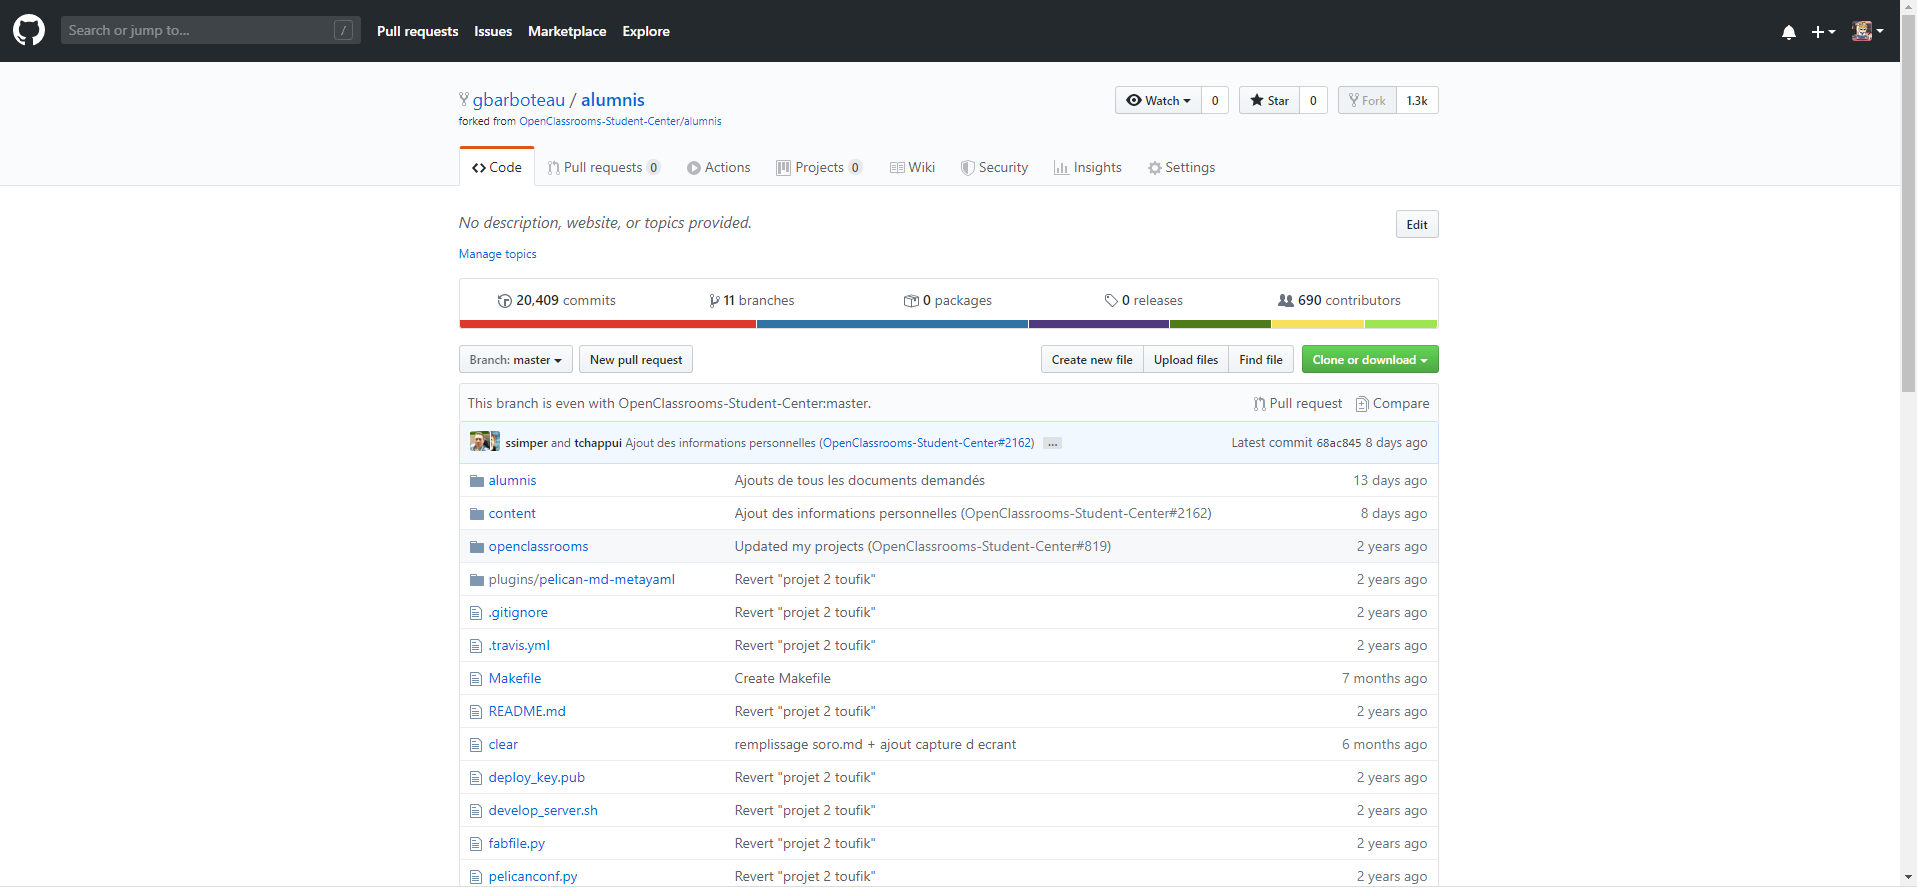 Search or jump to... /
Pull requests Issues Marketplace Explore
gbarboteau / alumnis
Watch 0 Star 0 Fork 1.3k
forked from OpenClassrooms-Student-Center/alumnis
Code Pull requests 0 Actions Projects 0 Wiki Security Insights Settings
No description, website, or topics provided.
Edit
Manage topics
20,409 commits 11 branches 0 packages 0 releases 690 contributors
Branch: master New pull request Create new file Upload files Find file Clone or download
This branch is even with OpenClassrooms-Student-Center:master. Pull request Compare
ssimper and tchappui Ajout des informations personnelles (OpenClassrooms-Student-Center#2162) ... Latest commit 68ac845 8 days ago
alumnis Ajouts de tous les documents demandés 13 days ago
content Ajout des informations personnelles (OpenClassrooms-Student-Center#2162) 8 days ago
openclassrooms Updated my projects (OpenClassrooms-Student-Center#819) 2 years ago
plugins/pelican-md-metayaml Revert "projet 2 toufik" 2 years ago
.gitignore Revert "projet 2 toufik" 2 years ago
.travis.yml Revert "projet 2 toufik" 2 years ago
Makefile Create Makefile 7 months ago
README.md Revert "projet 2 toufik" 2 years ago
clear remplissage soro.md + ajout capture d ecrant 6 months ago
deploy_key.pub Revert "projet 2 toufik" 2 years ago
develop_server.sh Revert "projet 2 toufik" 2 years ago
fabfile.py Revert "projet 2 toufik" 2 years ago
pelicanconf.py Revert "projet 2 toufik" 2 years ago